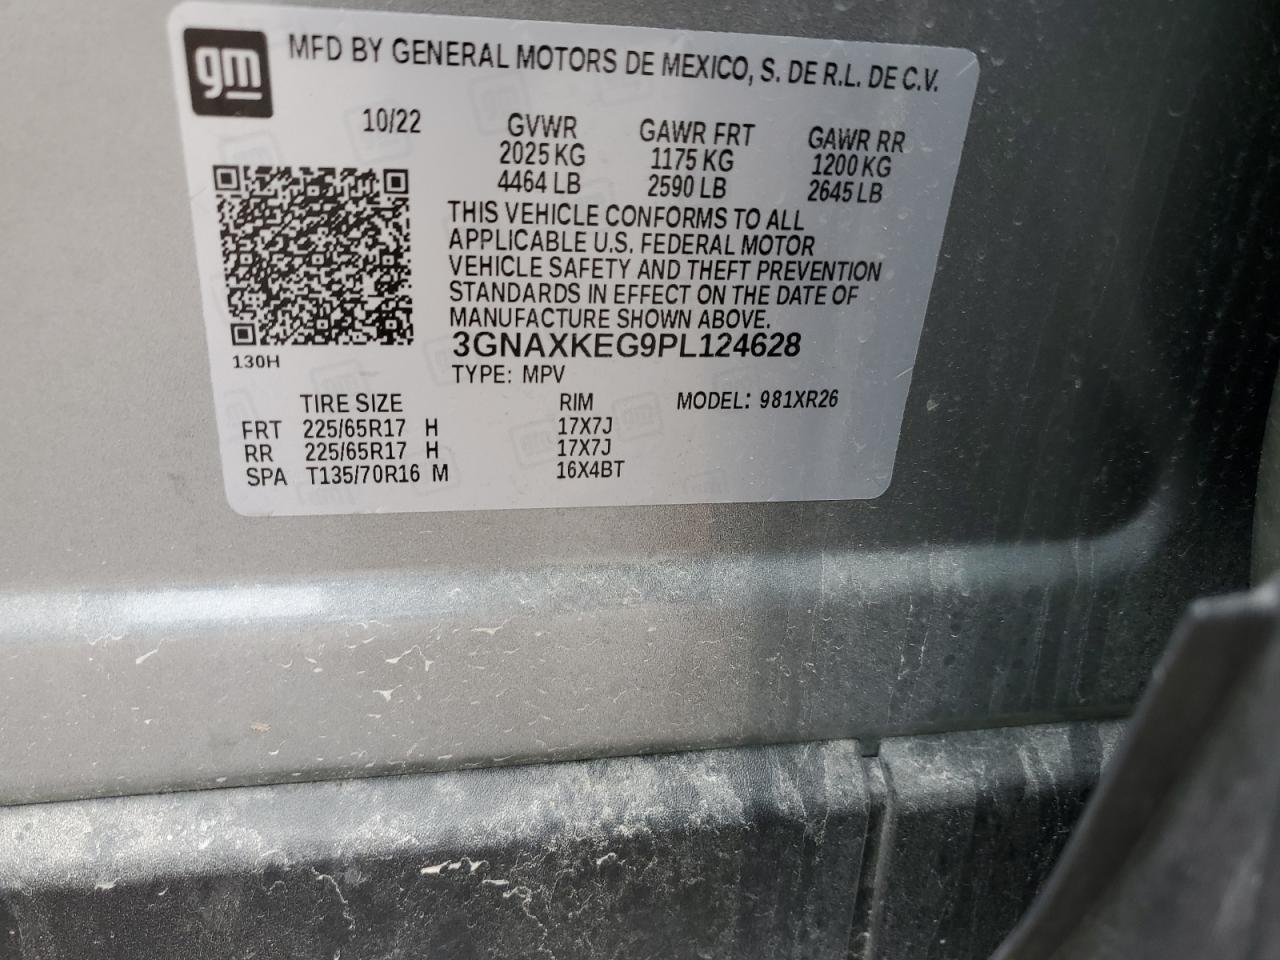 gm MFD BY GENERAL MOTORS DE MEXICO, S. DE R.L. DE C.V.
10/22 GVWR GAWR FRT GAWR RR
2025 KG 1175 KG 1200 KG
4464 LB 2590 LB 2645 LB
THIS VEHICLE CONFORMS TO ALL
APPLICABLE U.S. FEDERAL MOTOR
VEHICLE SAFETY AND THEFT PREVENTION
STANDARDS IN EFFECT ON THE DATE OF
MANUFACTURE SHOWN ABOVE.
3GNAXKEG9PL124628
130H
TYPE: MPV
TIRE SIZE RIM MODEL: 981XR26
FRT 225/65R17 H 17X7J
RR 225/65R17 H 17X7J
SPA T135/70R16 M 16X4BT